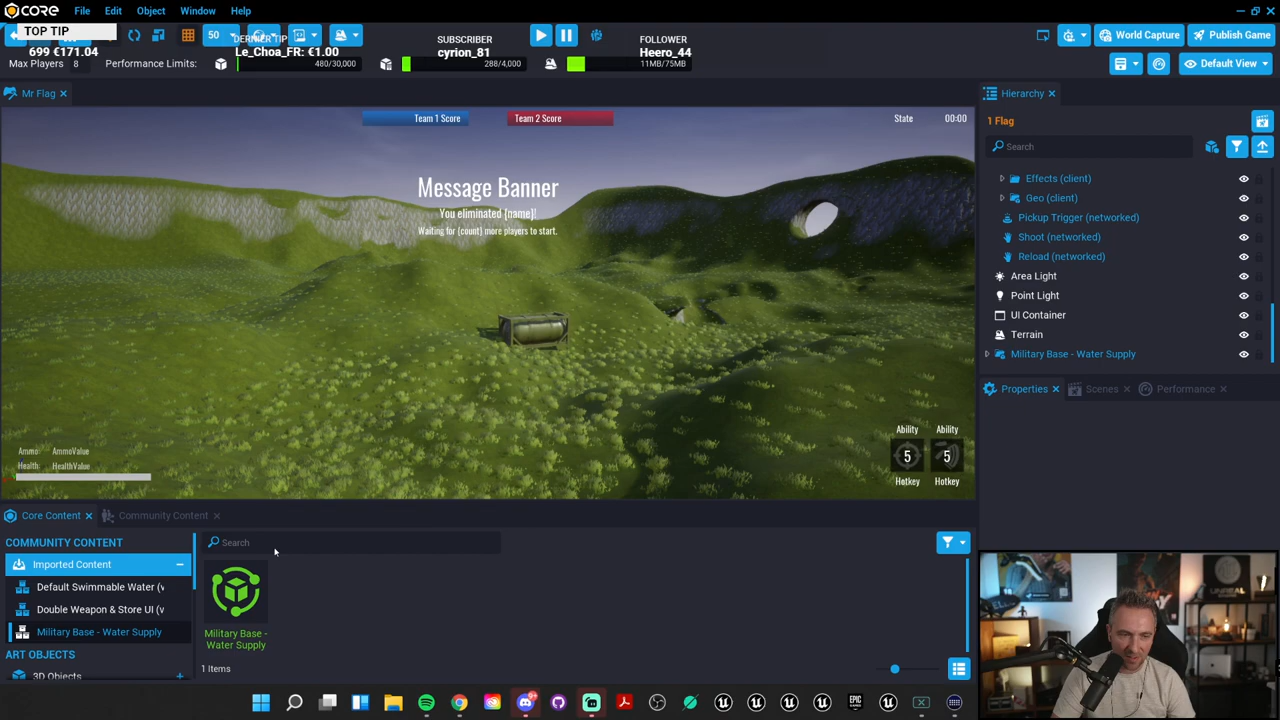 CORE
File
Edit
Object
Window
Help
TOP TIP
50
DERNIER TIP
SUBSCRIBER
FOLLOWER
World Capture
Publish Game
699 €171.04
Le_Choa_FR: €1.00
cyrion_81
Heero_44
Max Players 8
Performance Limits:
480/30,000
288/4,000
11MB/75MB
Default View
Mr Flag
Hierarchy
Team 1 Score
Team 2 Score
State
00:00
1 Flag
Search
Message Banner
You eliminated {name}!
Waiting for {count} more players to start.
Effects (client)
Geo (client)
Pickup Trigger (networked)
Shoot (networked)
Reload (networked)
Area Light
Point Light
UI Container
Terrain
Military Base - Water Supply
Properties
Scenes
Performance
Ammo: AmmoValue
Health: HealthValue
Ability
Ability
5
5
Hotkey
Hotkey
Core Content
Community Content
COMMUNITY CONTENT
Search
Imported Content
Default Swimmable Water (v
Double Weapon & Store UI (v
Military Base - Water Supply
Military Base -
Water Supply
ART OBJECTS
3D Objects
1 Items